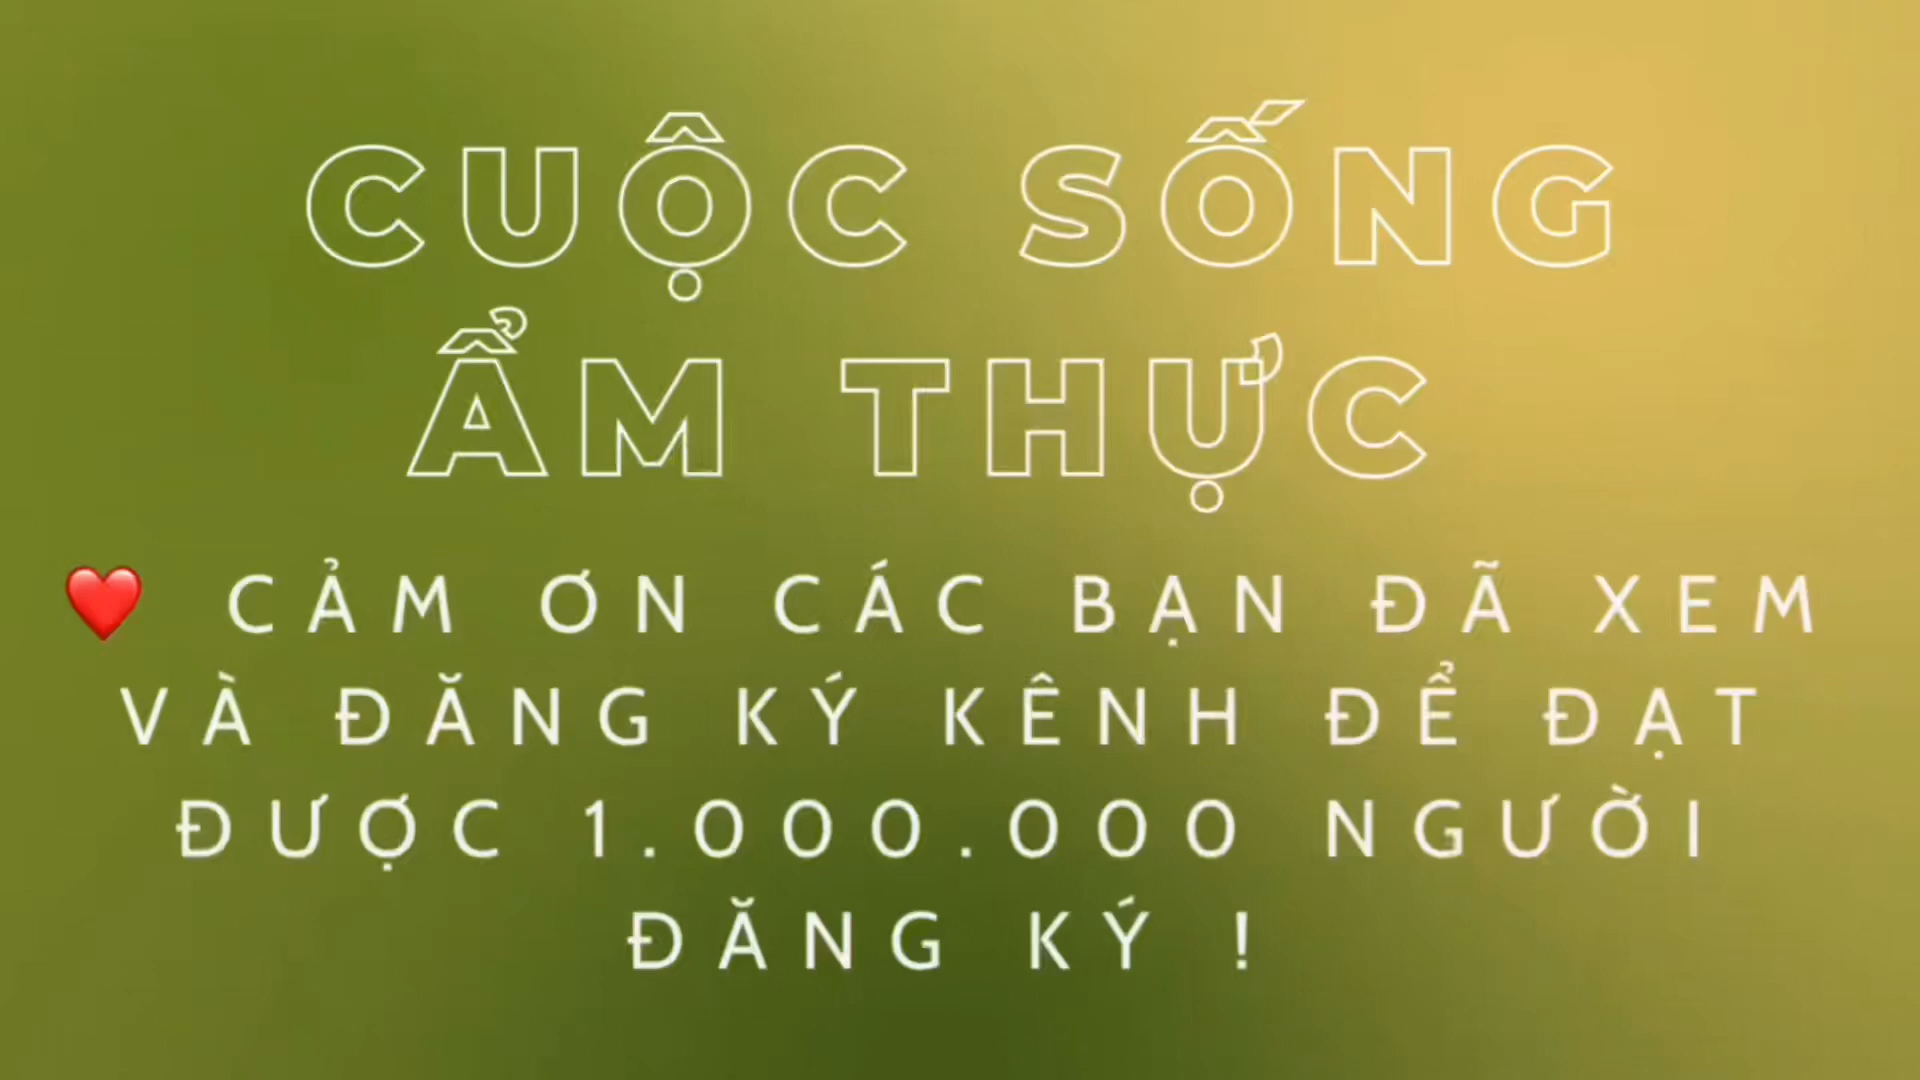 CUỘC SỐNG
ẨM THỰC
❤️ CẢM ƠN CÁC BẠN ĐÃ XEM
VÀ ĐĂNG KÝ KÊNH ĐỂ ĐẠT
ĐƯỢC 1.000.000 NGƯỜI
ĐĂNG KÝ !